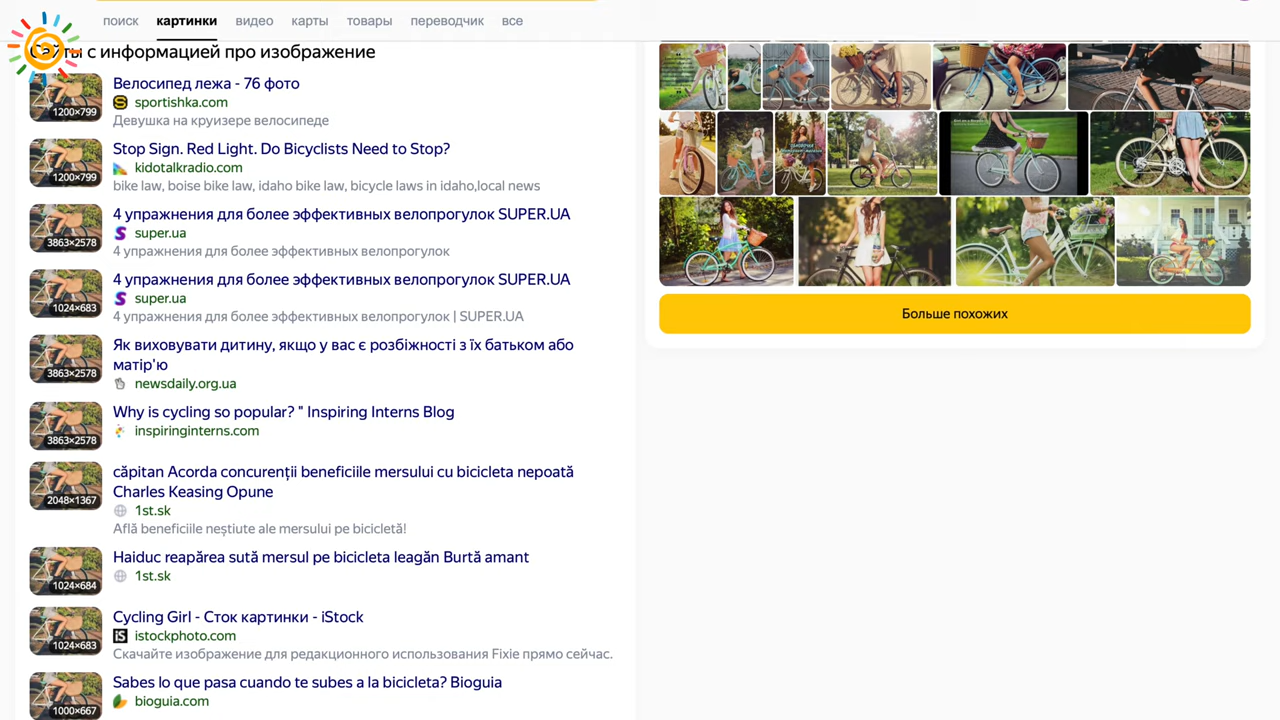 поиск картинки видео карты товары переводчик все
Сайты с информацией про изображение
1200×799
Велосипед лежа - 76 фото
sportishka.com
Девушка на круизере велосипеде
1200×799
Stop Sign. Red Light. Do Bicyclists Need to Stop?
kidotalkradio.com
bike law, boise bike law, idaho bike law, bicycle laws in idaho,local news
3863×2578
4 упражнения для более эффективных велопрогулок SUPER.UA
super.ua
4 упражнения для более эффективных велопрогулок
1024×683
4 упражнения для более эффективных велопрогулок SUPER.UA
super.ua
4 упражнения для более эффективных велопрогулок | SUPER.UA
3863×2578
Як виховувати дитину, якщо у вас є розбіжності з їх батьком або
матір'ю
newsdaily.org.ua
3863×2578
Why is cycling so popular? " Inspiring Interns Blog
inspiringinterns.com
2048×1367
căpitan Acorda concurenții beneficiile mersului cu bicicleta nepoată
Charles Keasing Opune
1st.sk
Află beneficiile neștiute ale mersului pe bicicletă!
1024×684
Haiduc reapărea sută mersul pe bicicleta leagăn Burtă amant
1st.sk
1024×683
Cycling Girl - Сток картинки - iStock
istockphoto.com
Скачайте изображение для редакционного использования Fixie прямо сейчас.
1000×667
Sabes lo que pasa cuando te subes a la bicicleta? Bioguia
bioguia.com
Больше похожих